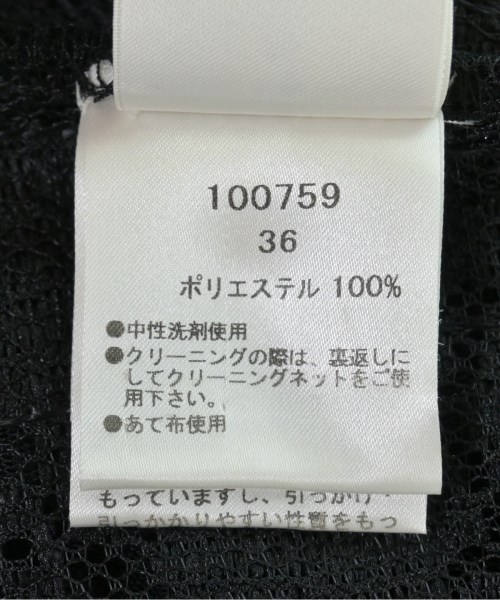 100759
36
ポリエステル 100%
●中性洗剤使用
●クリーニングの際は、裏返しに
してクリーニングネットをご使
用下さい。
●あて布使用
もっていますし、引っかけ・
引っかかりやすい性質をもっ